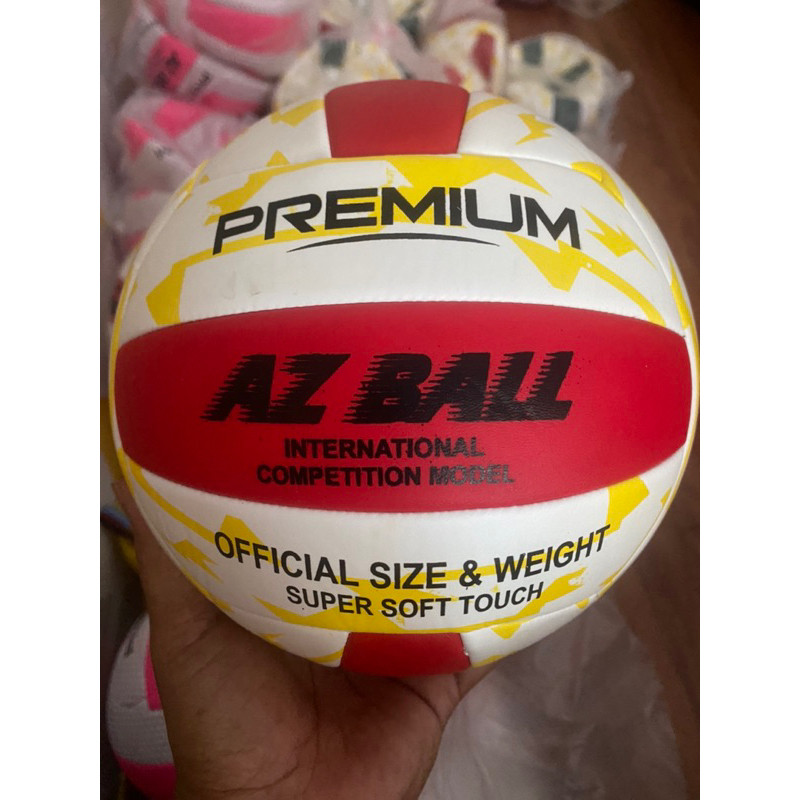 PREMIUM
AZ BALL
INTERNATIONAL
COMPETITION MODEL
OFFICIAL SIZE & WEIGHT
SUPER SOFT TOUCH